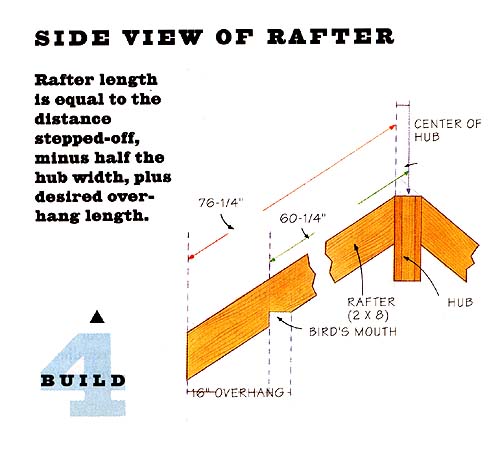 SIDE VIEW OF RAFTER
Rafter length
is equal to the
distance
stepped-off,
minus half the
hub width, plus
desired over-
hang length.
CENTER OF
HUB
76-1/4"
60-1/4"
RAFTER
(2 X 8)
HUB
BIRD'S MOUTH
4
BUILD
16" OVERHANG